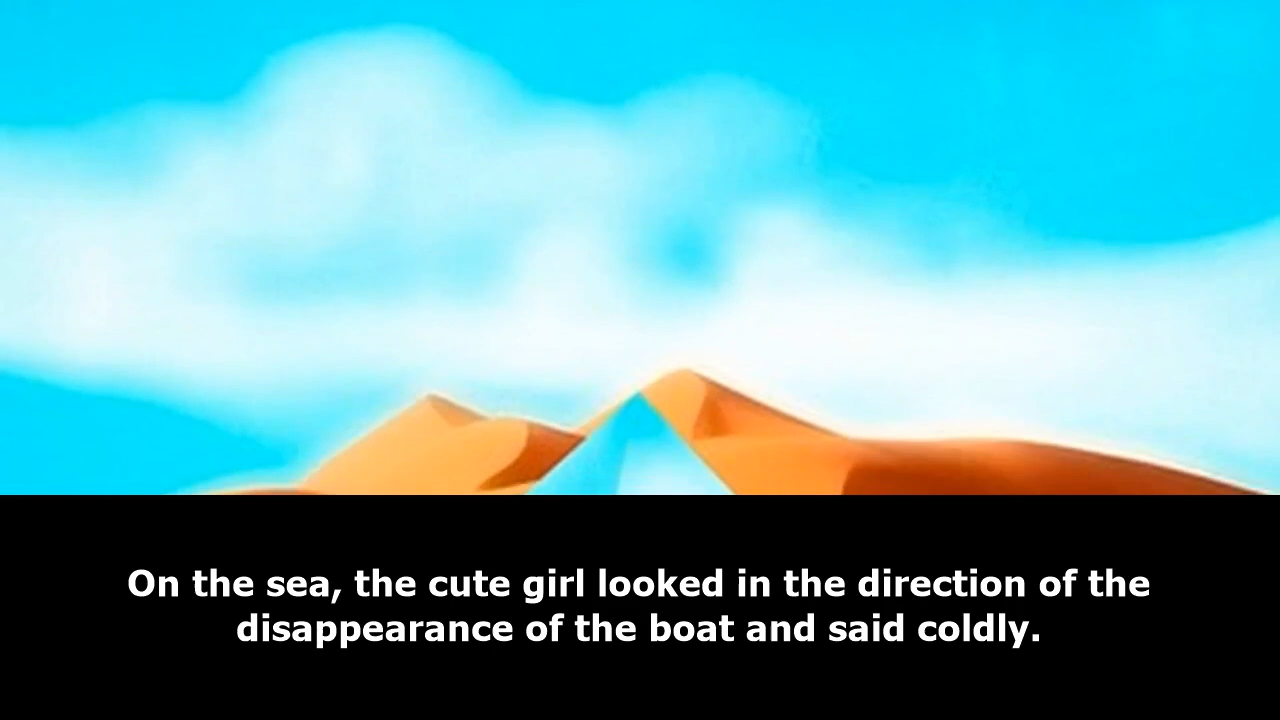 On the sea, the cute girl looked in the direction of the
disappearance of the boat and said coldly.